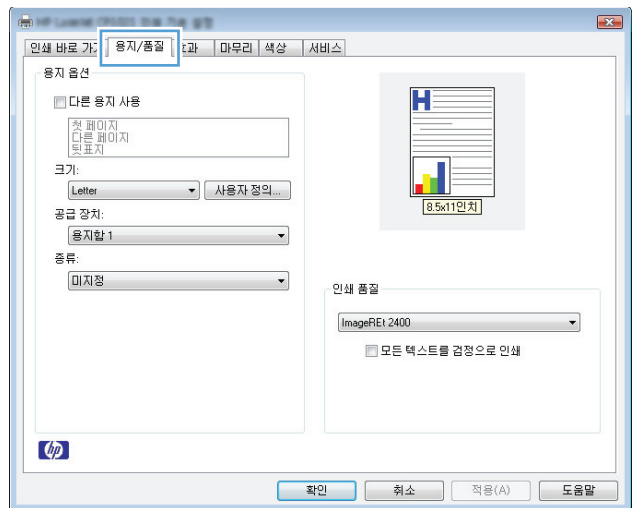 인쇄 바로 가기 용지/품질 효과 마무리 색상 서비스
용지 옵션
다른 용지 사용
첫 페이지
다른 페이지
뒷표지
크기:
Letter 사용자 정의...
공급 장치:
용지함 1
종류:
미지정
H
8.5x11인치
인쇄 품질
ImageREt 2400
모든 텍스트를 검정으로 인쇄
hp
확인 취소 적용(A) 도움말